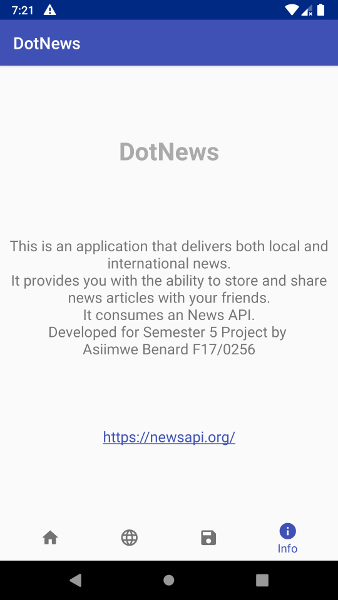 7:21
DotNews
DotNews
This is an application that delivers both local and
international news.
It provides you with the ability to store and share
news articles with your friends.
It consumes an News API.
Developed for Semester 5 Project by
Asiimwe Benard F17/0256
https://newsapi.org/
Info